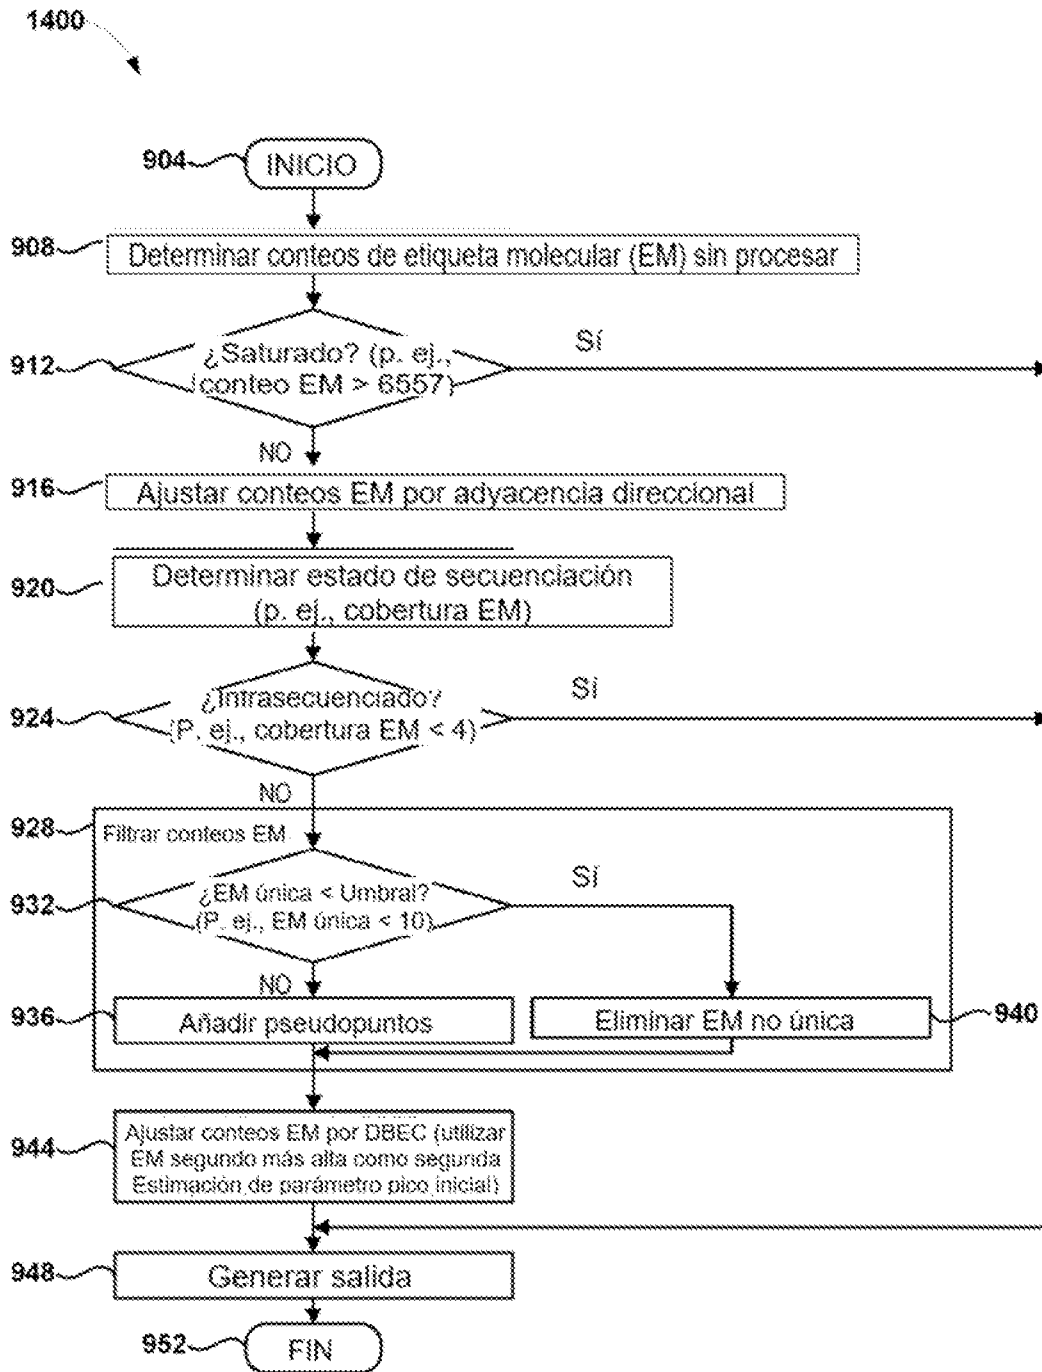 1400
904
INICIO
908
Determinar conteos de etiqueta molecular (EM) sin procesar
912
¿Saturado? (p. ej.,
conteo EM > 6557)
Sí
NO
916
Ajustar conteos EM por adyacencia direccional
920
Determinar estado de secuenciación
(p. ej., cobertura EM)
924
¿Infrasecuenciado?
(P. ej., cobertura EM < 4)
Sí
NO
928
Filtrar conteos EM
932
¿EM única < Umbral?
(P. ej., EM única < 10)
Sí
NO
936
Añadir pseudopuntos
Eliminar EM no única
940
944
Ajustar conteos EM por DBEC (utilizar
EM segundo más alta como segunda
Estimación de parámetro pico inicial)
948
Generar salida
952
FIN